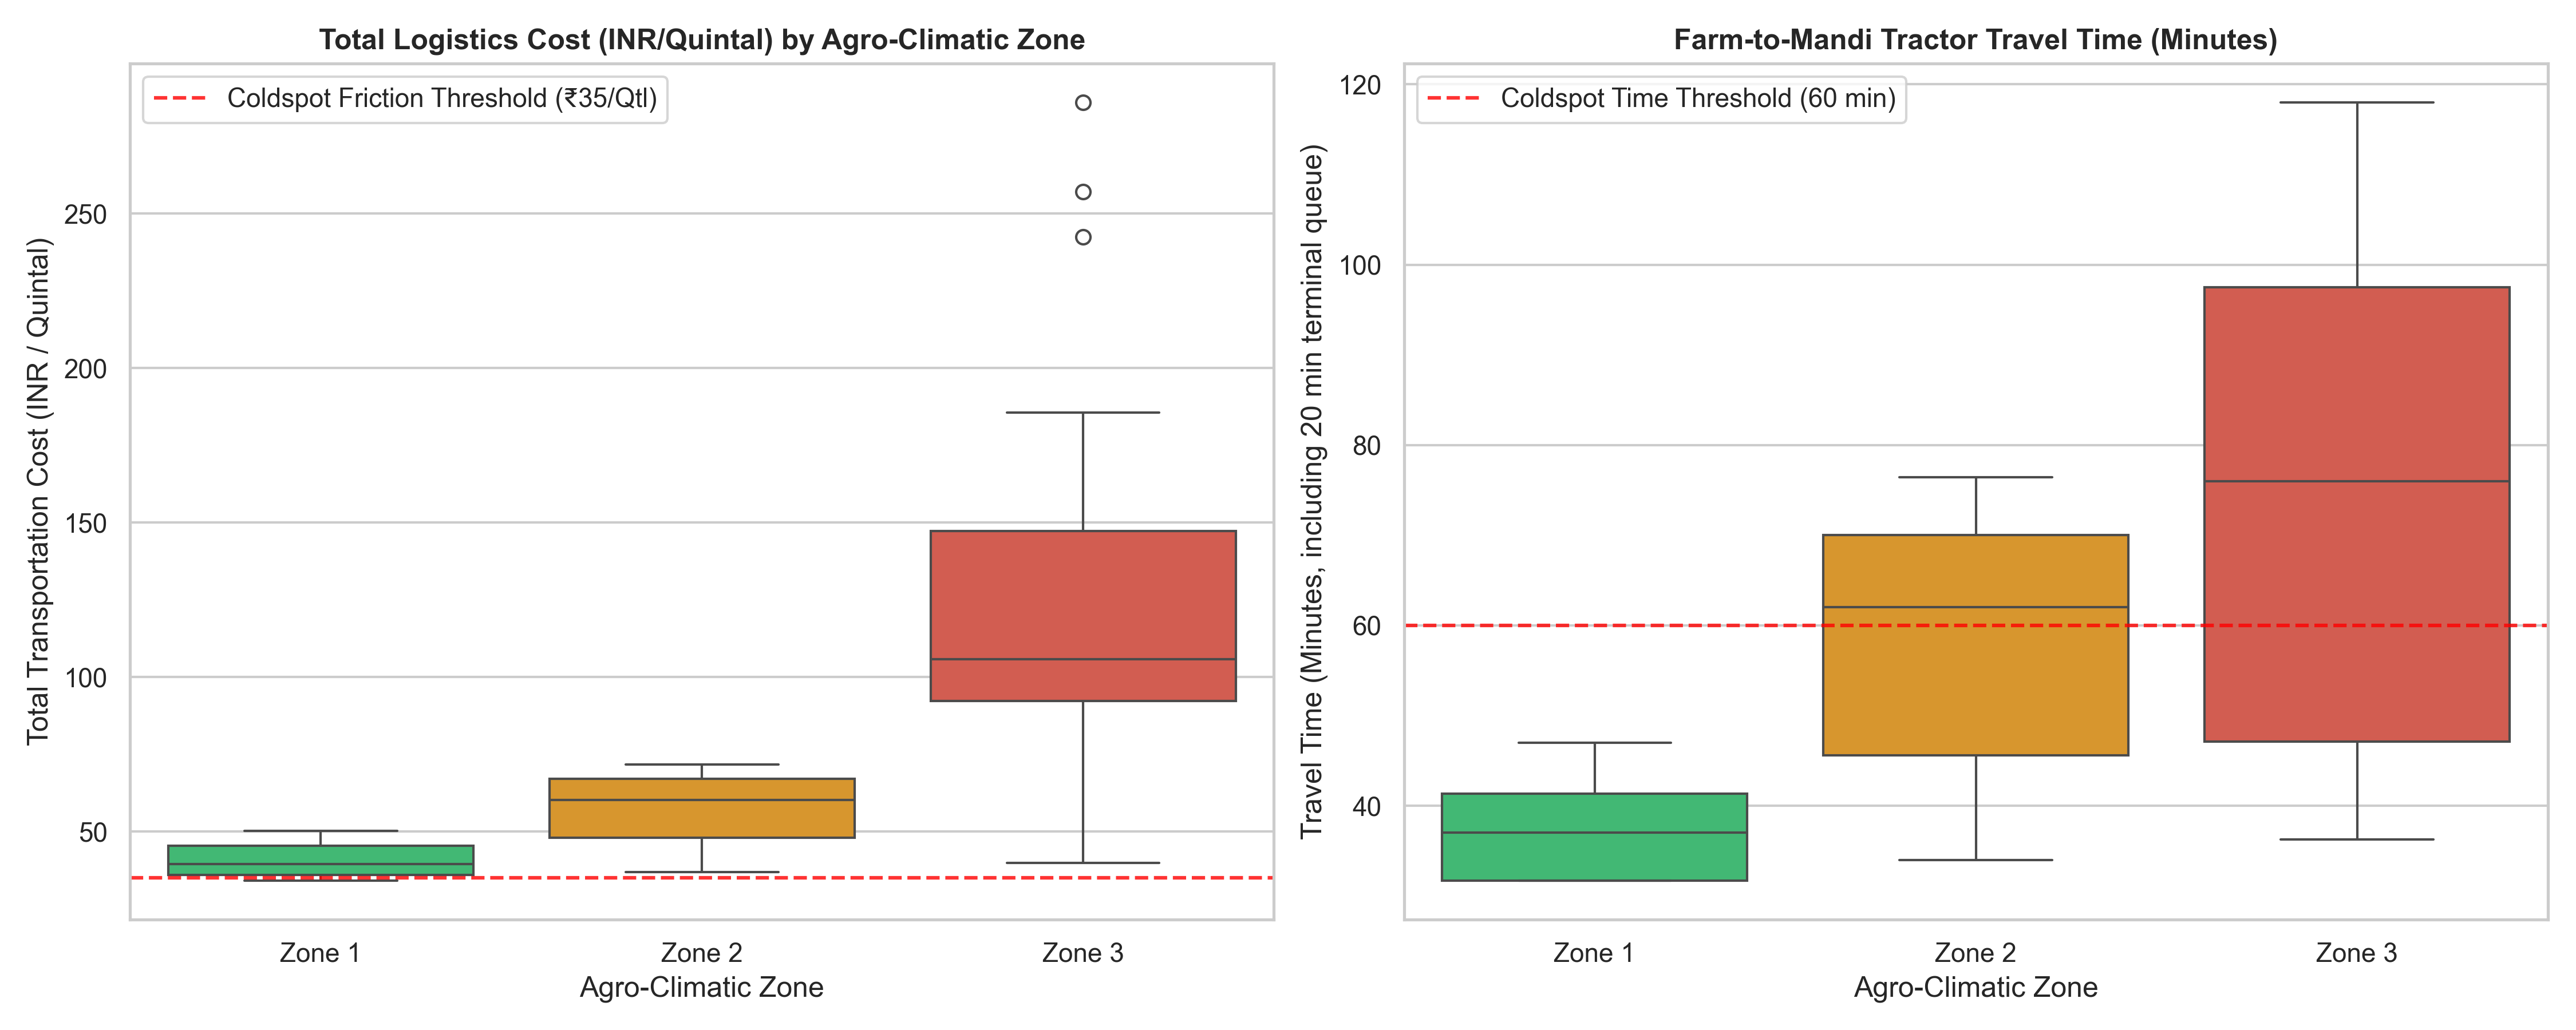 Total Logistics Cost (INR/Quintal) by Agro-Climatic Zone
Coldspot Friction Threshold (₹35/Qtl)
Total Transportation Cost (INR / Quintal)
250
200
150
100
50
Zone 1
Zone 2
Zone 3
Agro-Climatic Zone
Farm-to-Mandi Tractor Travel Time (Minutes)
Coldspot Time Threshold (60 min)
Travel Time (Minutes, including 20 min terminal queue)
120
100
80
60
40
Zone 1
Zone 2
Zone 3
Agro-Climatic Zone